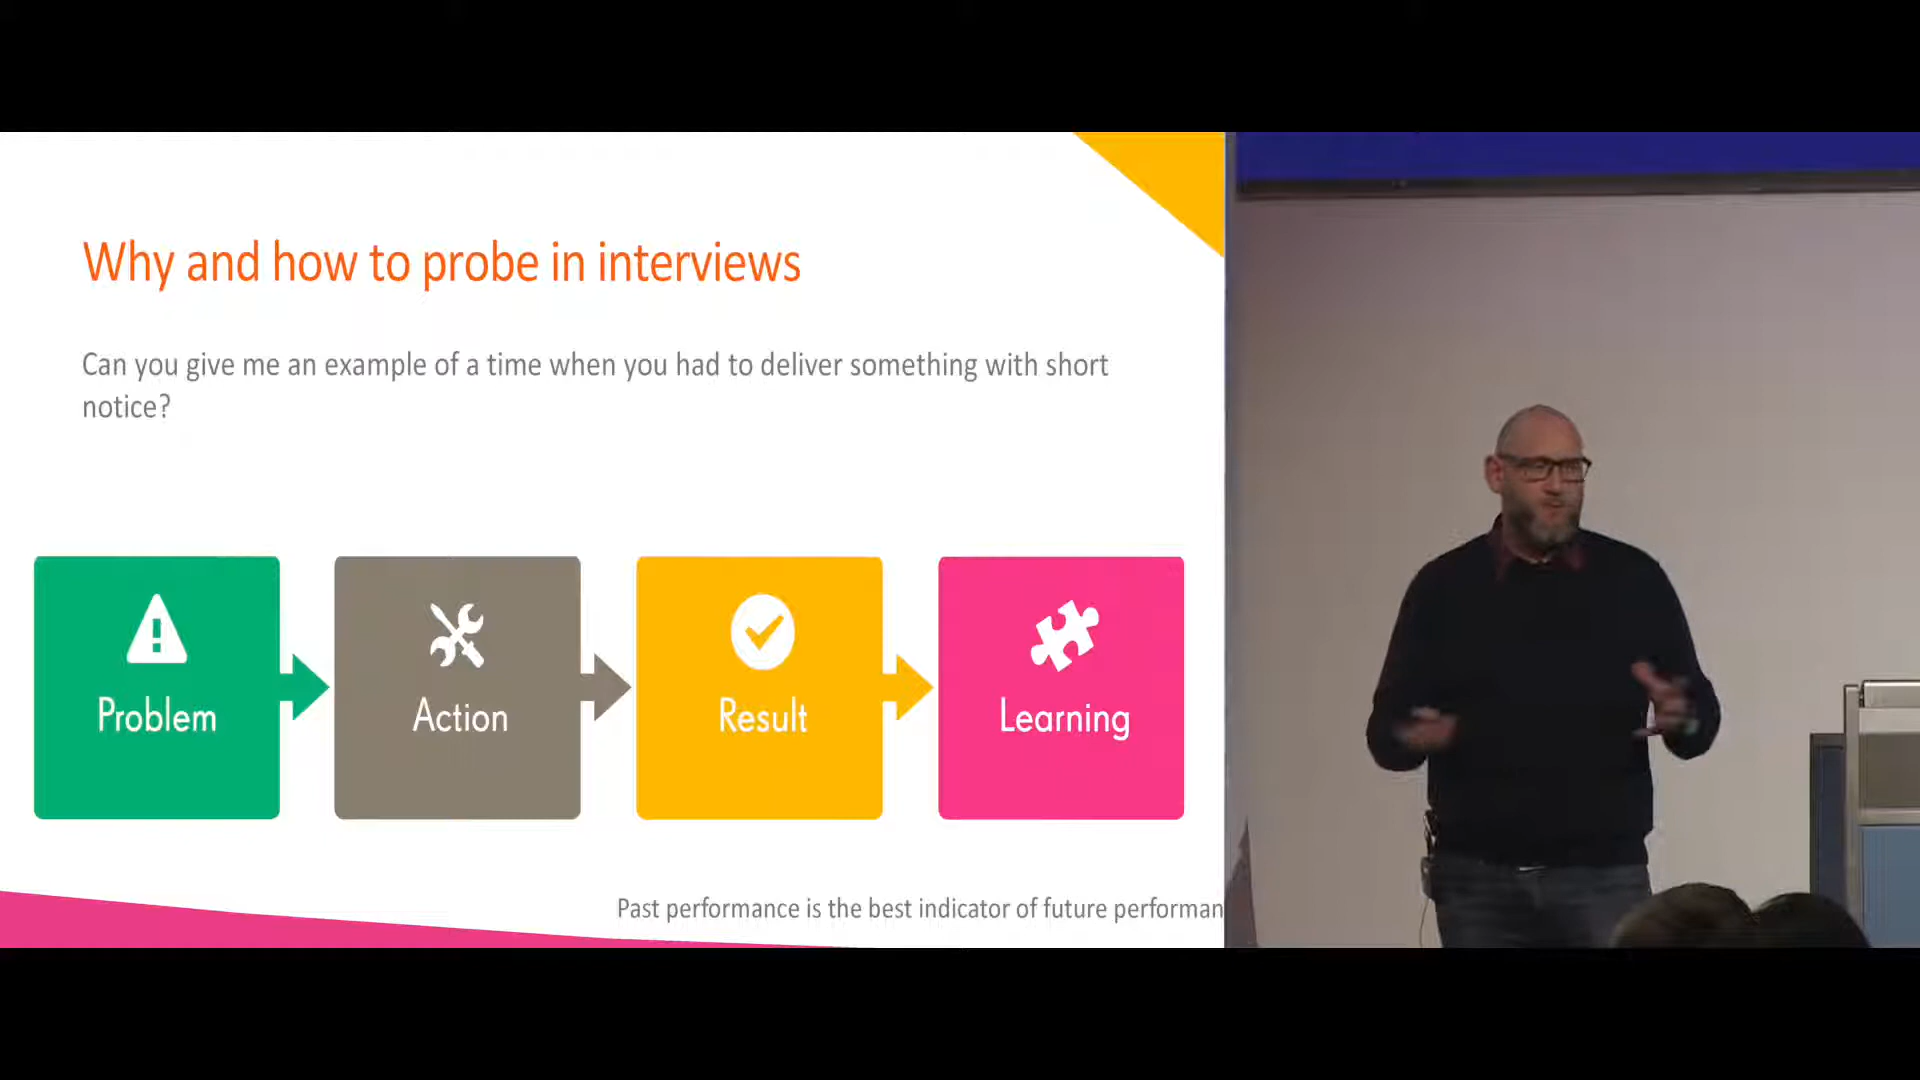 Why and how to probe in interviews
Can you give me an example of a time when you had to deliver something with short
notice?
Problem
Action
Result
Learning
Past performance is the best indicator of future performan